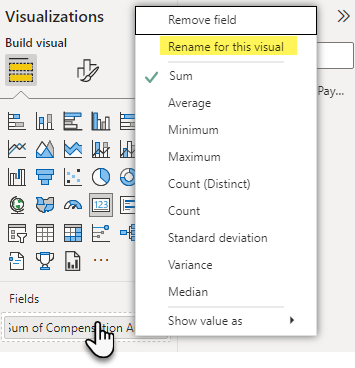 Visualizations
Build visual
123
Fields
Sum of Compensation A
Remove field
Rename for this visual
Sum
Average
Minimum
Maximum
Count (Distinct)
Count
Standard deviation
Variance
Median
Show value as
Pay...